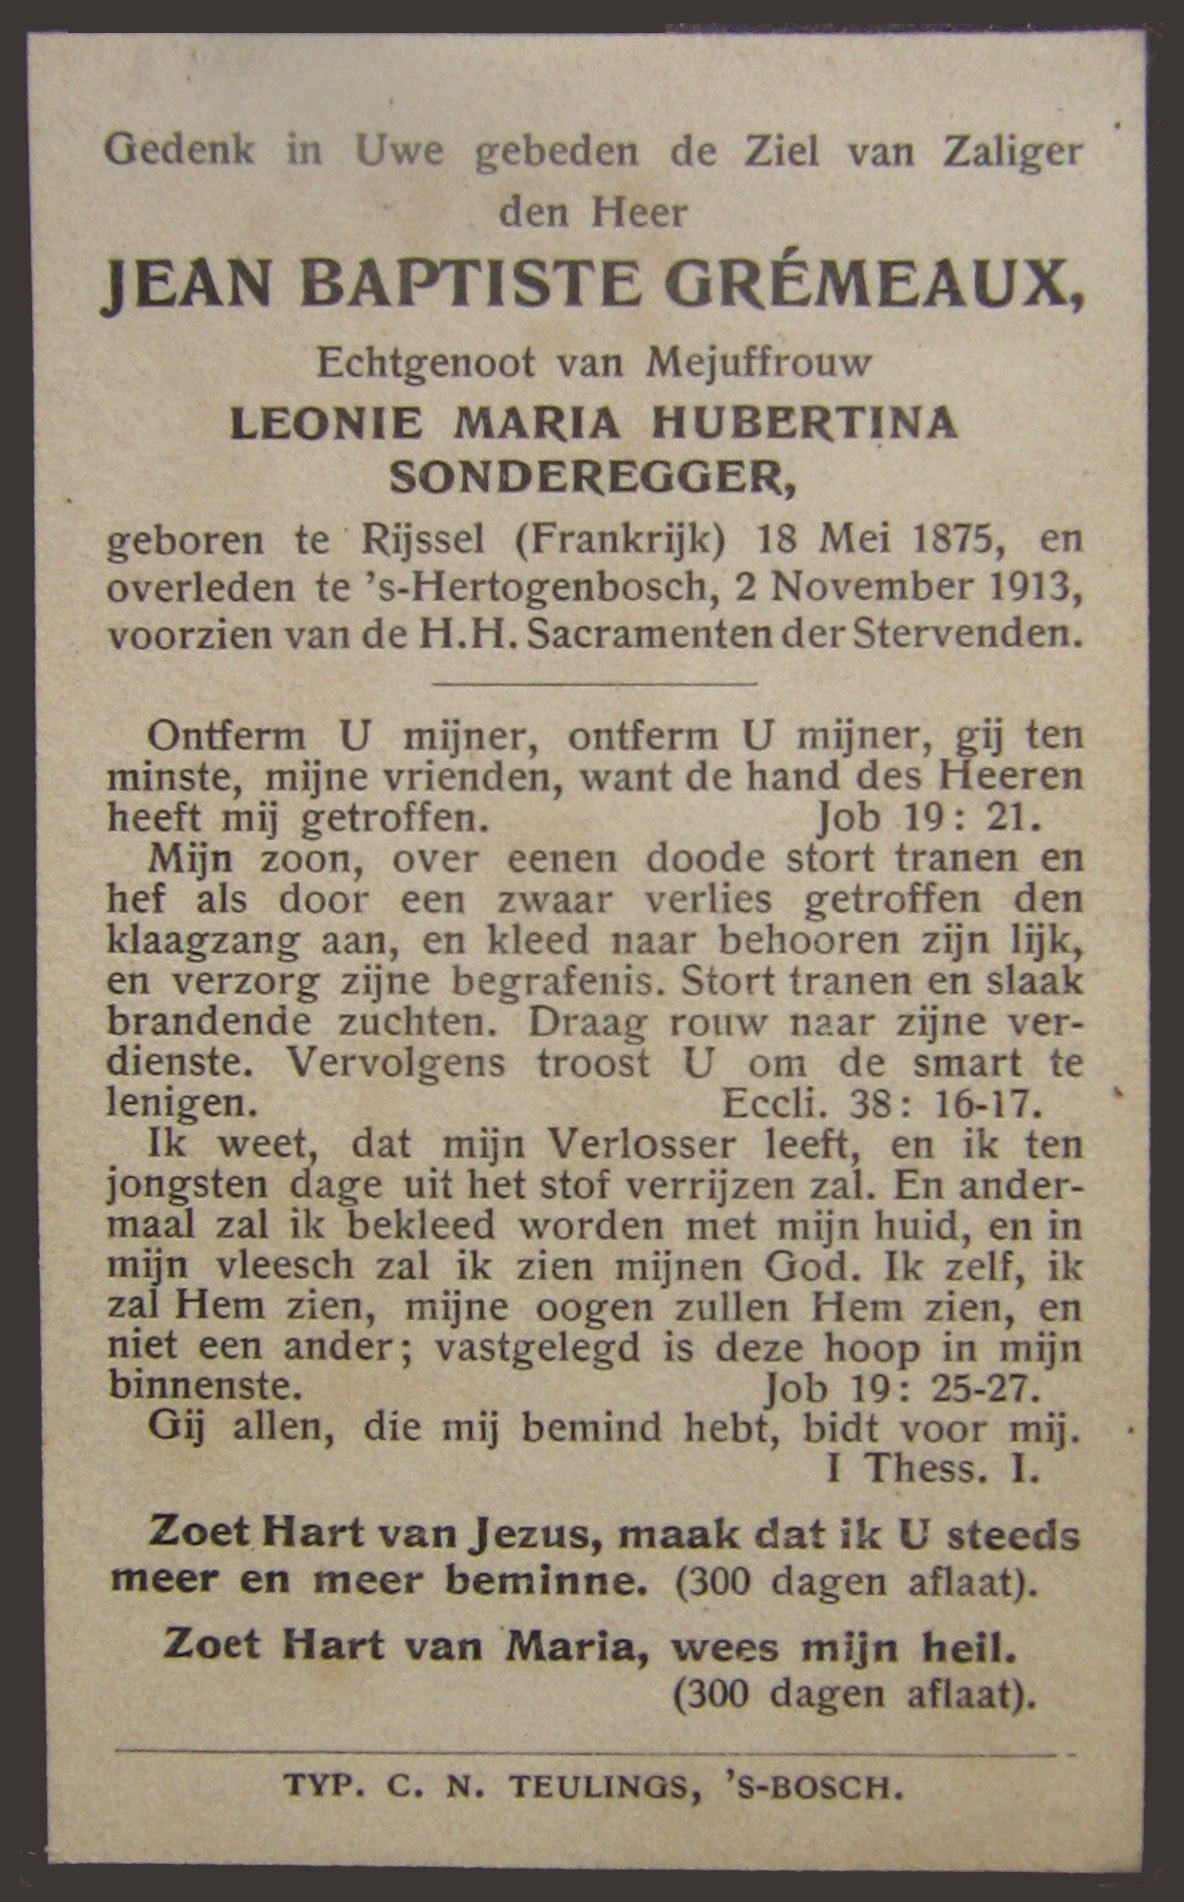 Gedenk in Uwe gebeden de Ziel van Zaliger
den Heer
JEAN BAPTISTE GRÉMEAUX,
Echtgenoot van Mejuffrouw
LEONIE MARIA HUBERTINA
SONDEREGGER,
geboren te Rijssel (Frankrijk) 18 Mei 1875, en
overleden te 's-Hertogenbosch, 2 November 1913,
voorzien van de H.H. Sacramenten der Stervenden.
Ontferm U mijner, ontferm U mijner, gij ten
minste, mijne vrienden, want de hand des Heeren
heeft mij getroffen. Job 19: 21.
Mijn zoon, over eenen doode stort tranen en
hef als door een zwaar verlies getroffen den
klaagzang aan, en kleed naar behooren zijn lijk,
en verzorg zijne begrafenis. Stort tranen en slaak
brandende zuchten. Draag rouw naar zijne ver-
dienste. Vervolgens troost U om de smart te
lenigen. Eccli. 38: 16-17.
Ik weet, dat mijn Verlosser leeft, en ik ten
jongsten dage uit het stof verrijzen zal. En ander-
maal zal ik bekleed worden met mijn huid, en in
mijn vleesch zal ik zien mijnen God. Ik zelf, ik
zal Hem zien, mijne oogen zullen Hem zien, en
niet een ander; vastgelegd is deze hoop in mijn
binnenste. Job 19: 25-27.
Gij allen, die mij bemind hebt, bidt voor mij.
I Thess. I.
Zoet Hart van Jezus, maak dat ik U steeds
meer en meer beminne. (300 dagen aflaat).
Zoet Hart van Maria, wees mijn heil.
(300 dagen aflaat).
TYP. C. N. TEULINGS, 'S-BOSCH.